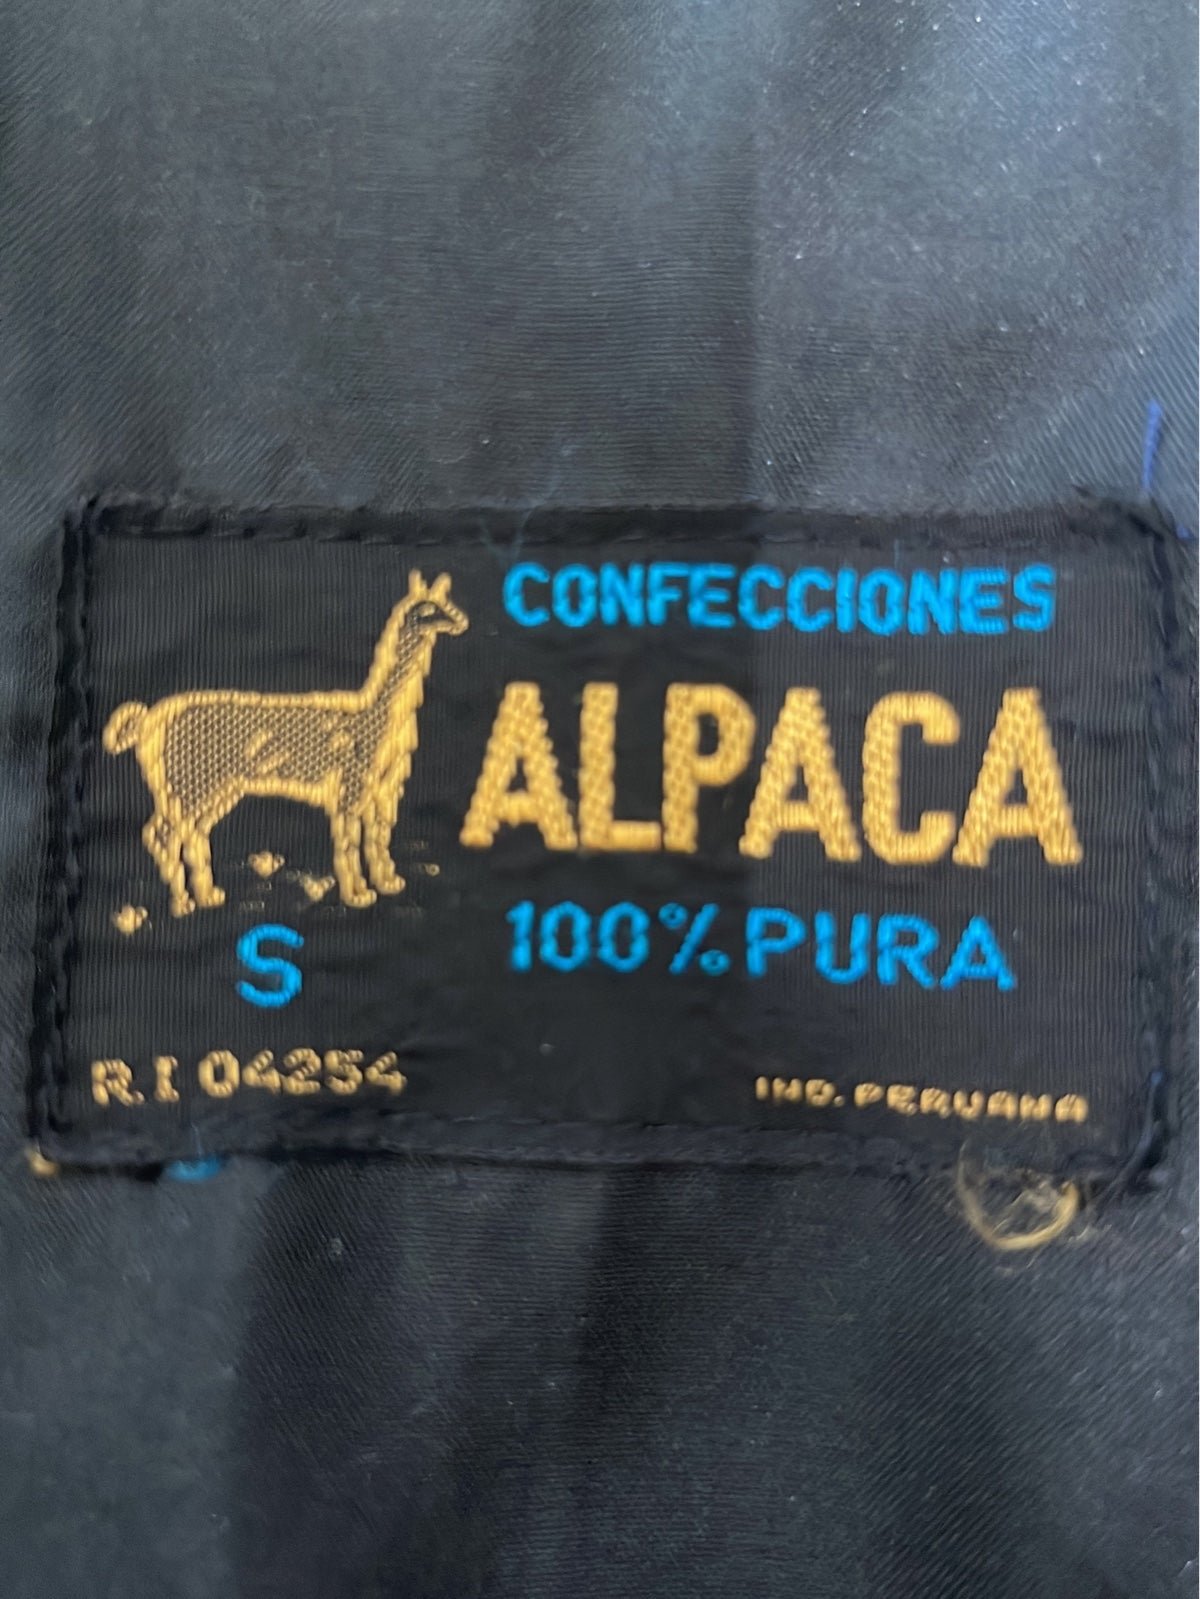 CONFECCIONES
ALPACA
100% PURA
S
R.I 04254
IND. PERUANA